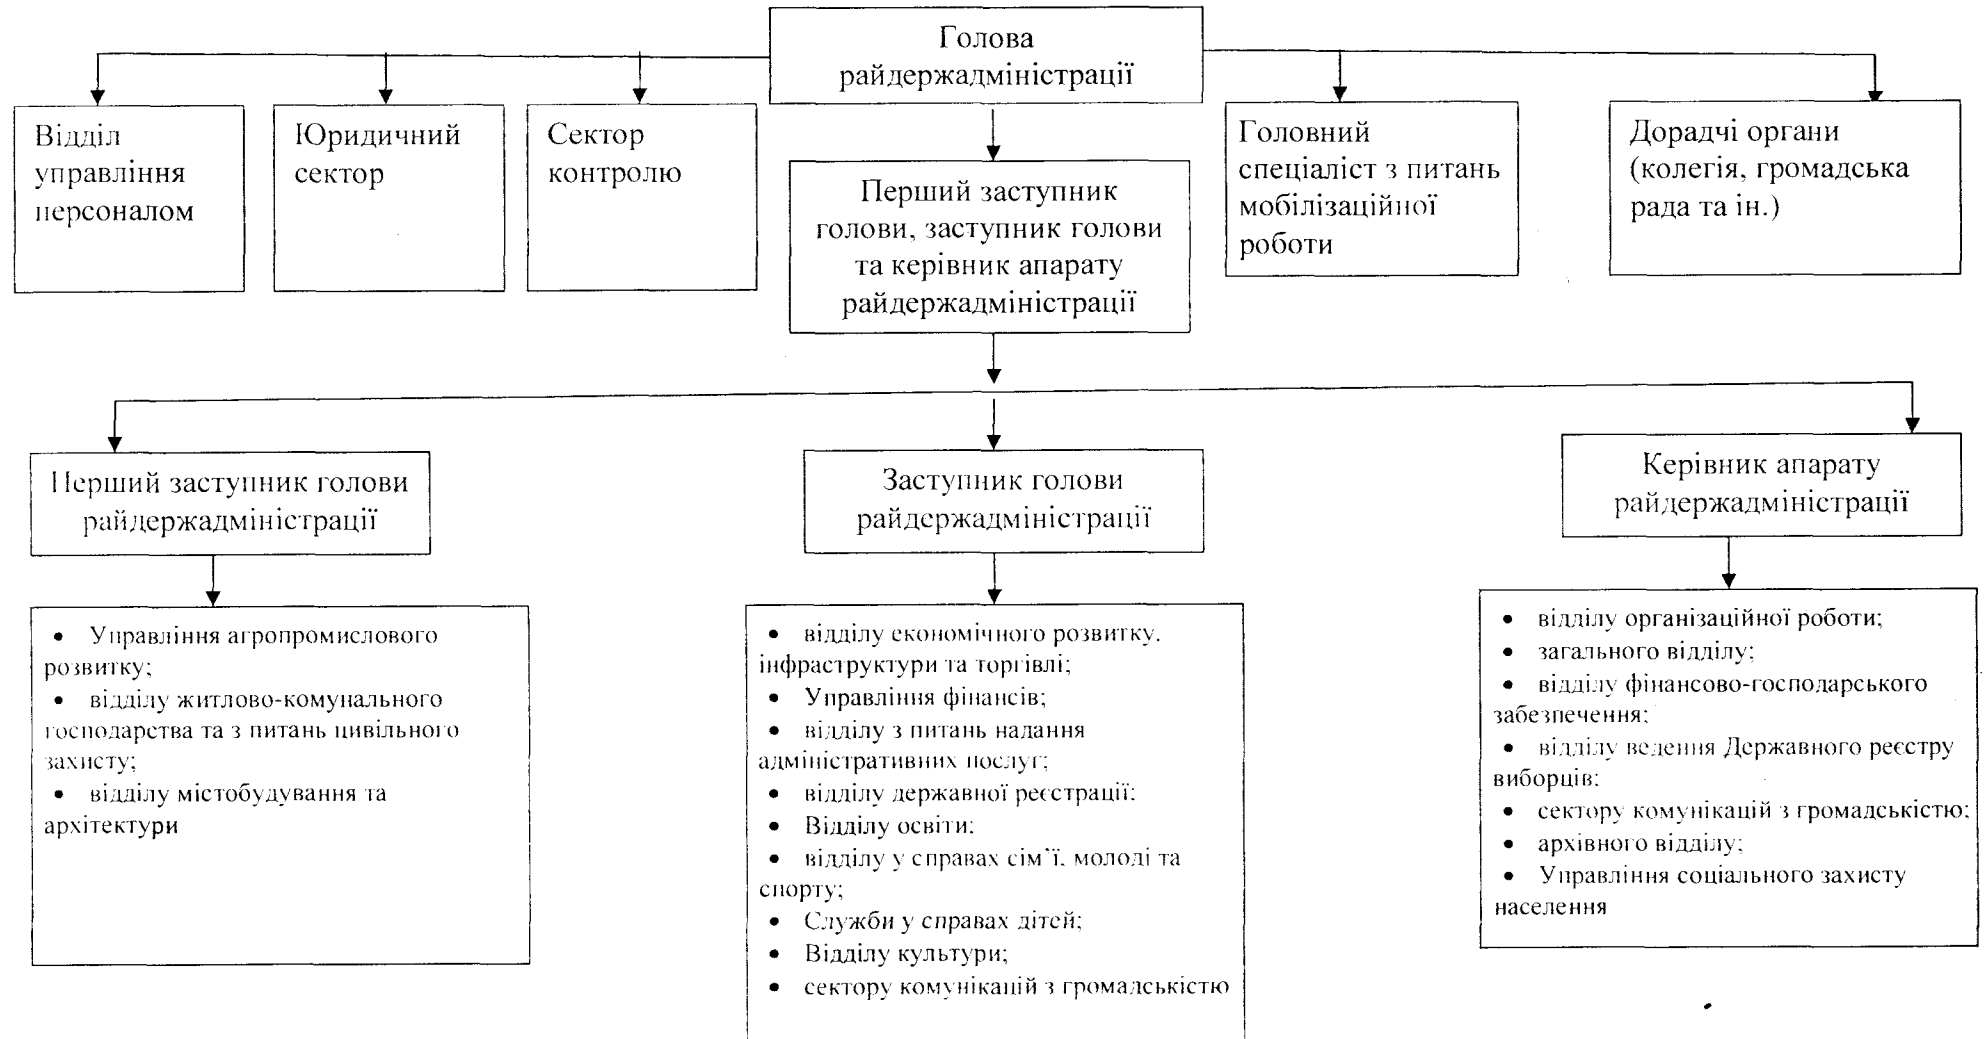 Голова
райдержадміністрації
Відділ
управління
персоналом
Юридичний
сектор
Сектор
контролю
Перший заступник
голови, заступник голови
та керівник апарату
райдержадміністрації
Головний
спеціаліст з питань
мобілізаційної
роботи
Дорадчі органи
(колегія, громадська
рада та ін.)
Перший заступник голови
райдержадміністрації
Заступник голови
райдержадміністрації
Керівник апарату
райдержадміністрації
• Управління агропромислового
розвитку;
• відділу житлово-комунального
господарства та з питань цивільного
захисту;
• відділу містобудування та
архітектури
• відділу економічного розвитку,
інфраструктури та торгівлі;
• Управління фінансів;
• відділу з питань надання
адміністративних послуг;
• відділу державної реєстрації;
• Відділу освіти;
• відділу у справах сім'ї, молоді та
спорту;
• Служби у справах дітей;
• Відділу культури;
• сектору комунікацій з громадськістю
• відділу організаційної роботи;
• загального відділу;
• відділу фінансово-господарського
забезпечення;
• відділу ведення Державного реєстру
виборців;
• сектору комунікацій з громадськістю;
• архівного відділу;
• Управління соціального захисту
населення